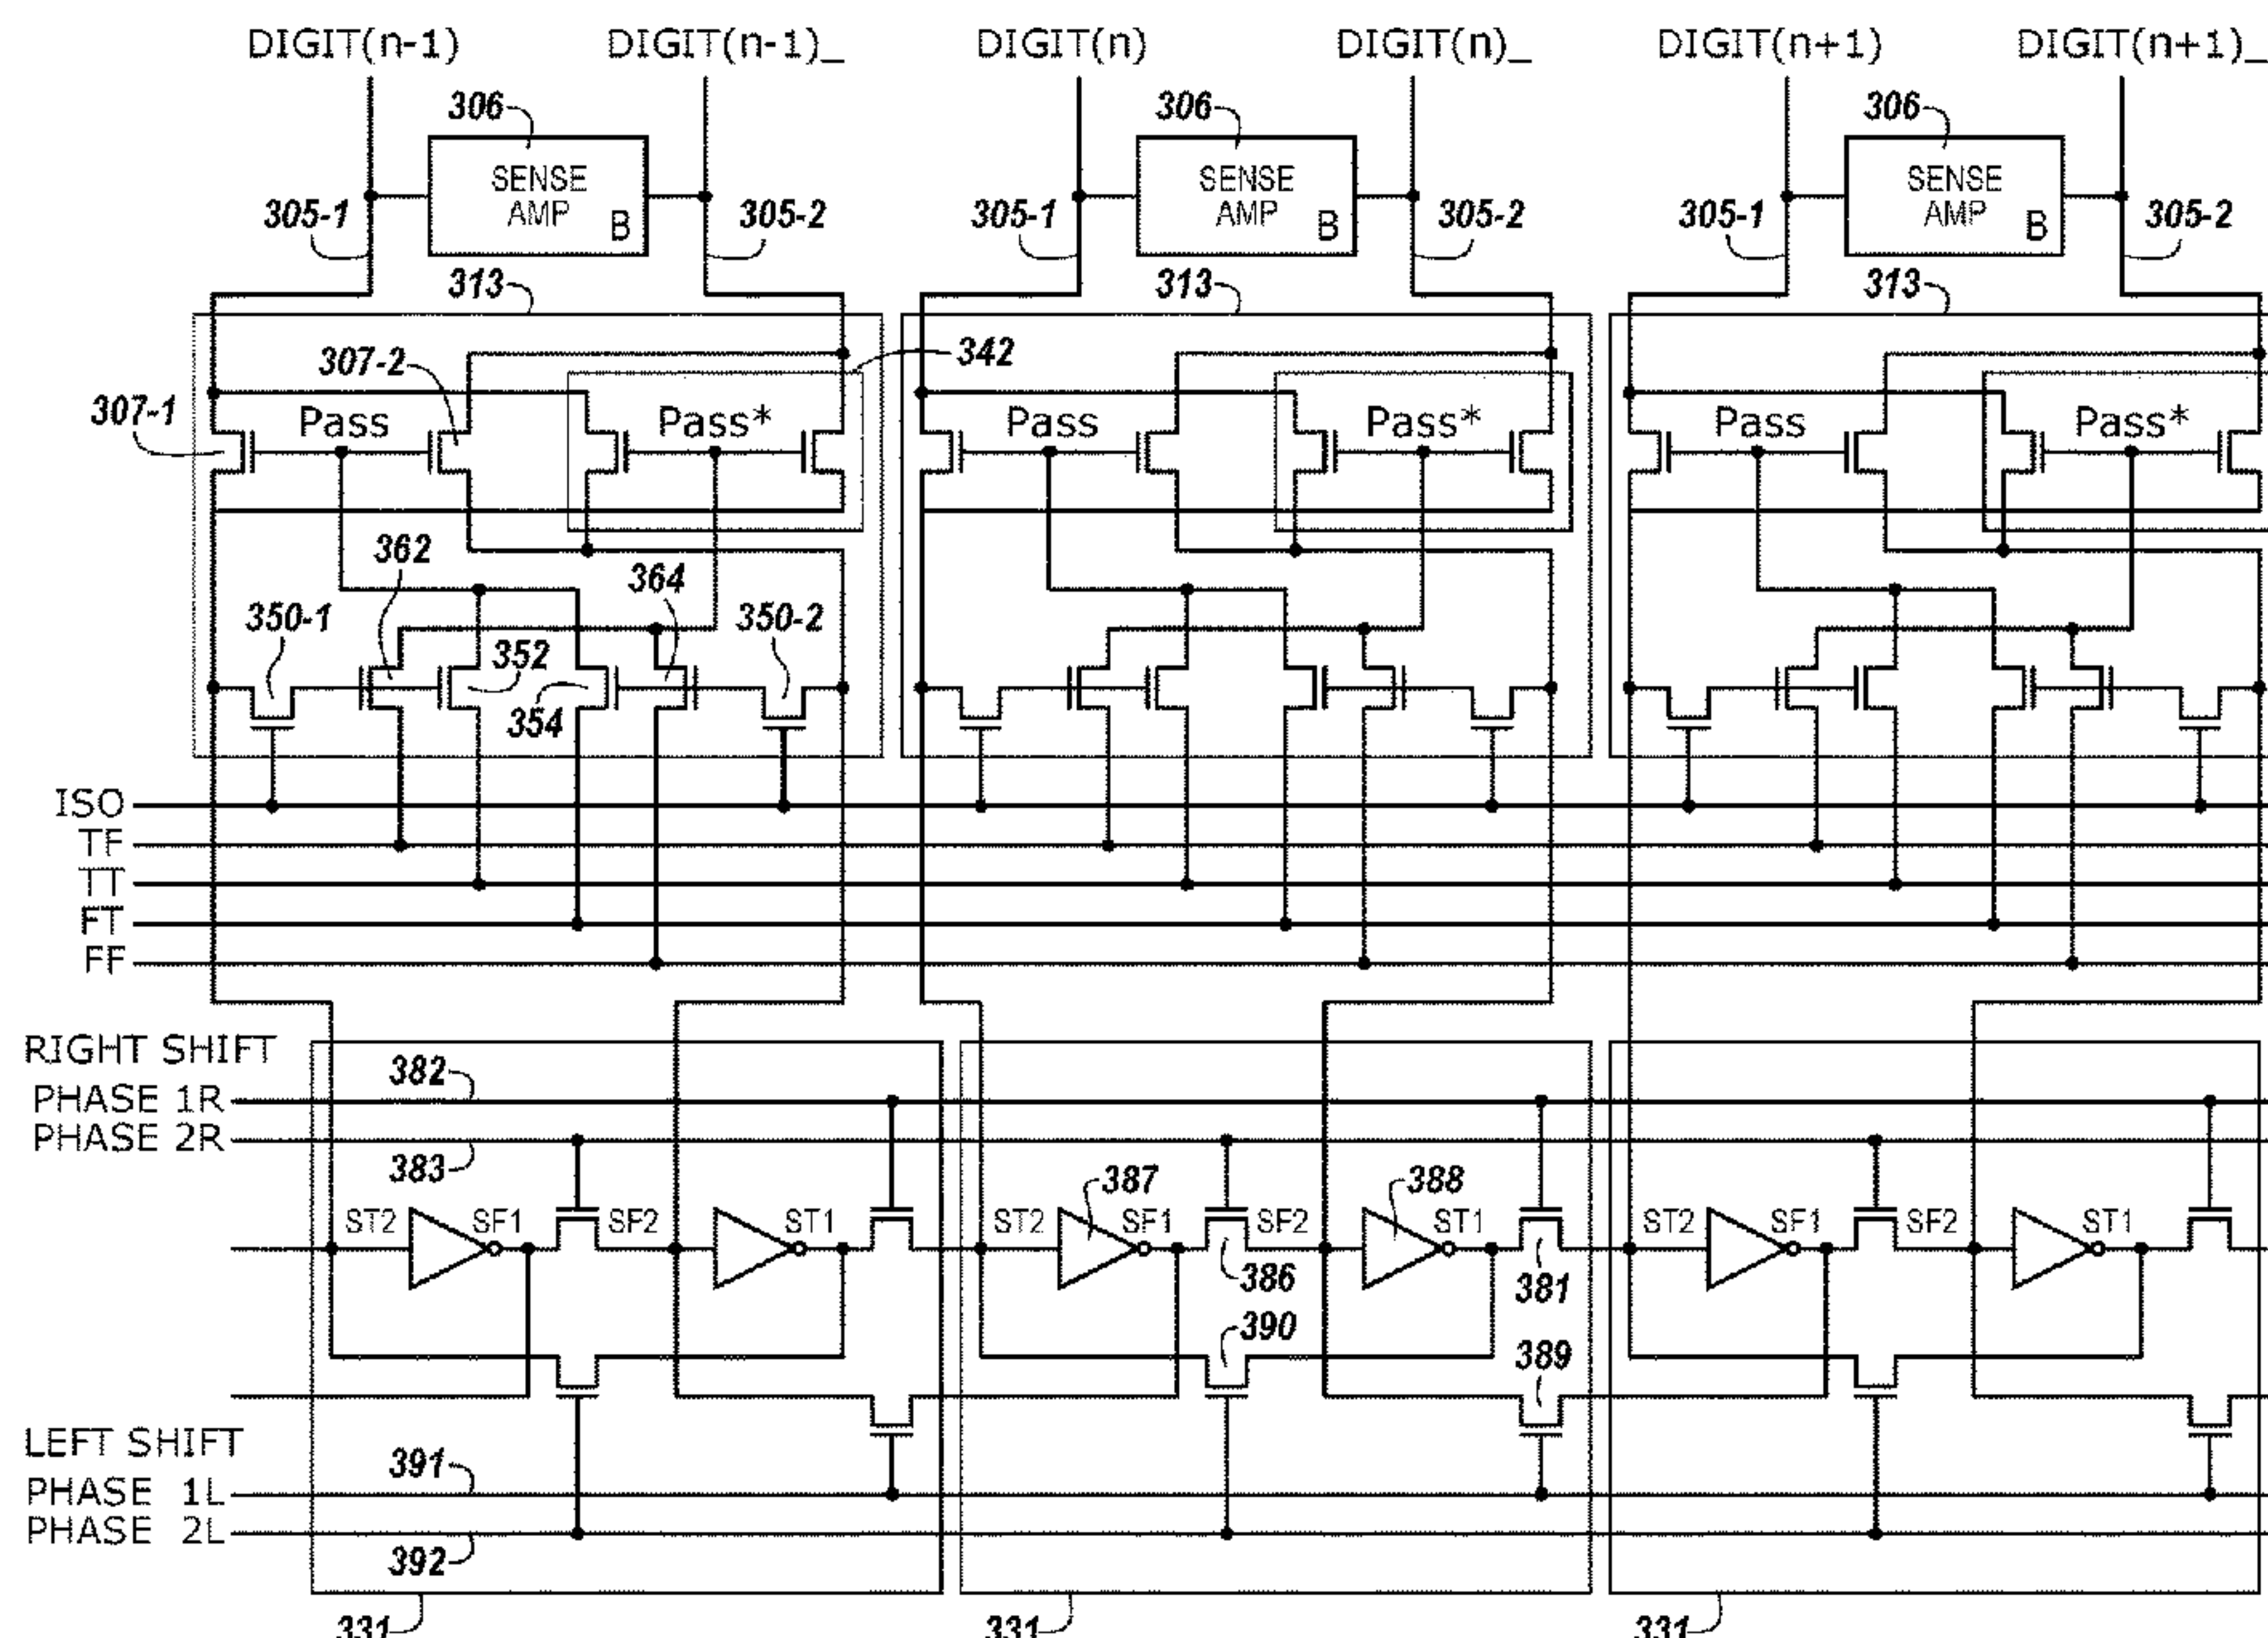 DIGIT(n-1) DIGIT(n-1)_ DIGIT(n) DIGIT(n)_ DIGIT(n+1) DIGIT(n+1)_
306 306 306
SENSE SENSE SENSE
AMP AMP AMP
B B B
305-1 305-2 305-1 305-2 305-1 305-2
313 313 313
307-2 342
307-1 Pass Pass* Pass Pass* Pass Pass*
362 364
350-1 350-2
352
354
ISO
TF
TT
FT
FF
RIGHT SHIFT
382
PHASE 1R
PHASE 2R
383
387 388
ST2 SF1 SF2 ST1 ST2 SF1 SF2 ST1 ST2 SF1 SF2 ST1
386 381
390 389
LEFT SHIFT
391
PHASE 1L
PHASE 2L
392
331 331 331